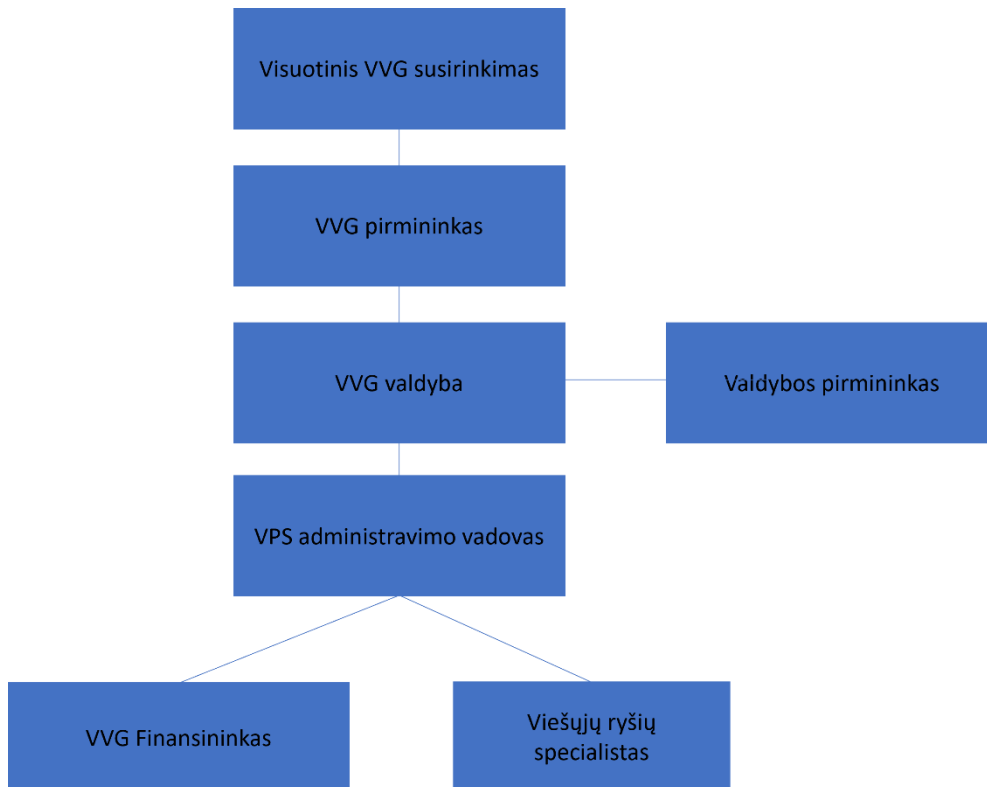 Visuotinis VVG susirinkimas
VVG pirmininkas
VVG valdyba
Valdybos pirmininkas
VPS administravimo vadovas
VVG Finansininkas
Viešųjų ryšių
specialistas